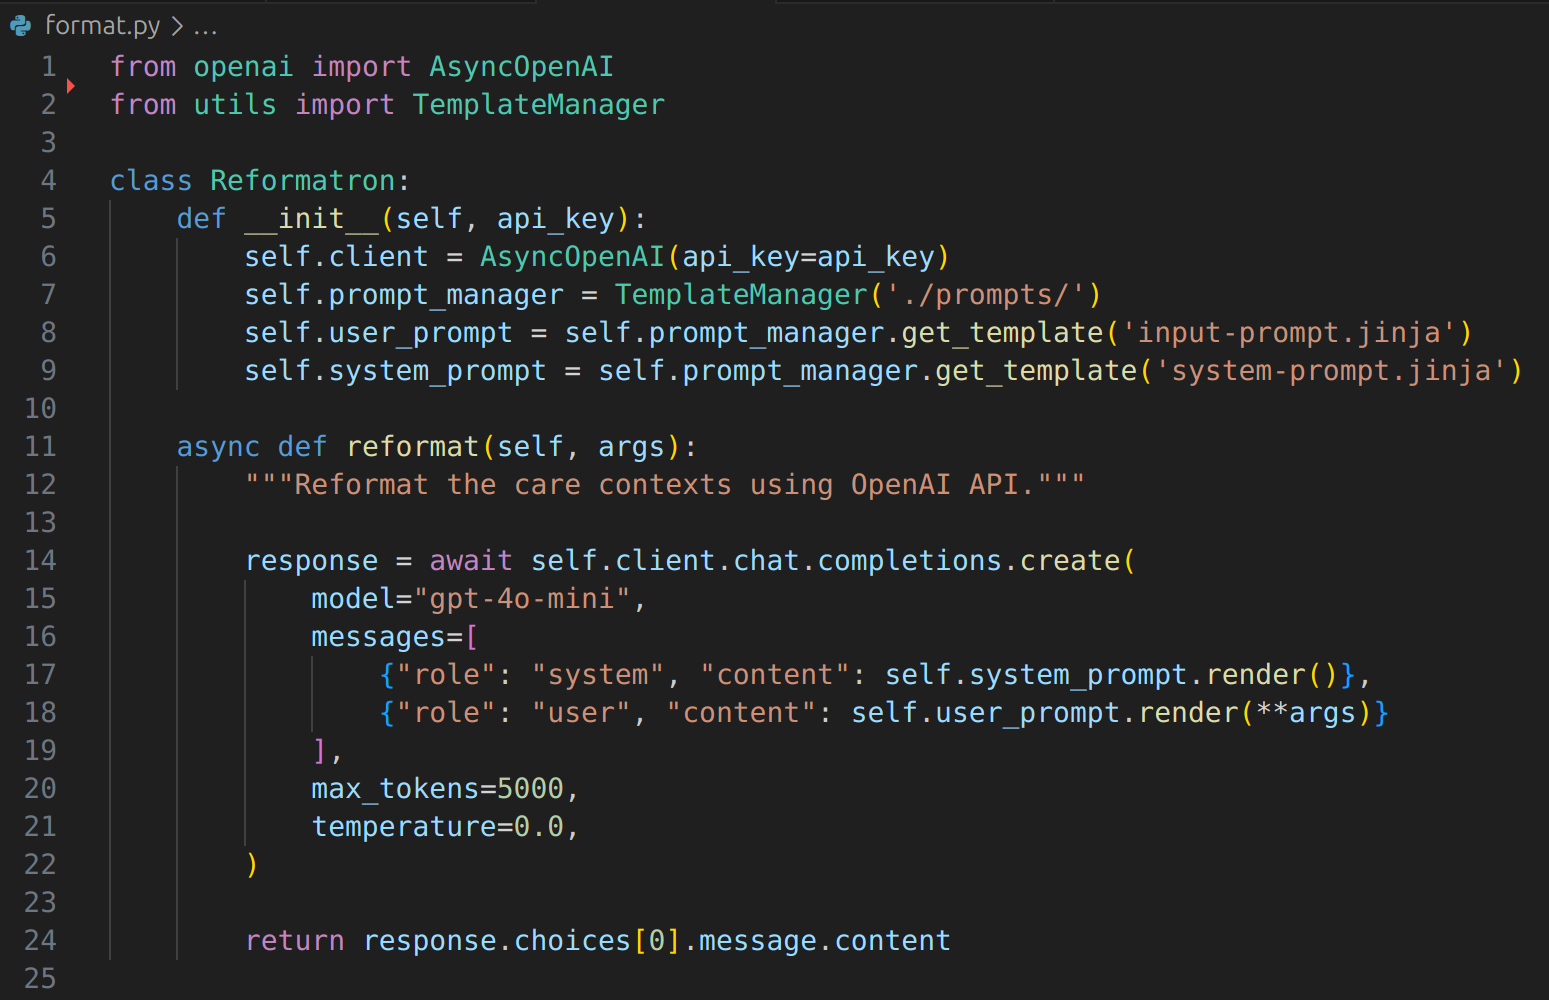 format.py > ...
1 from openai import AsyncOpenAI
2 from utils import TemplateManager
3
4 class Reformatron:
5     def __init__(self, api_key):
6         self.client = AsyncOpenAI(api_key=api_key)
7         self.prompt_manager = TemplateManager('./prompts/')
8         self.user_prompt = self.prompt_manager.get_template('input-prompt.jinja')
9         self.system_prompt = self.prompt_manager.get_template('system-prompt.jinja')
10
11     async def reformat(self, args):
12         """Reformat the care contexts using OpenAI API."""
13
14         response = await self.client.chat.completions.create(
15             model="gpt-4o-mini",
16             messages=[
17                 {"role": "system", "content": self.system_prompt.render()},
18                 {"role": "user", "content": self.user_prompt.render(**args)}
19             ],
20             max_tokens=5000,
21             temperature=0.0,
22         )
23
24         return response.choices[0].message.content
25